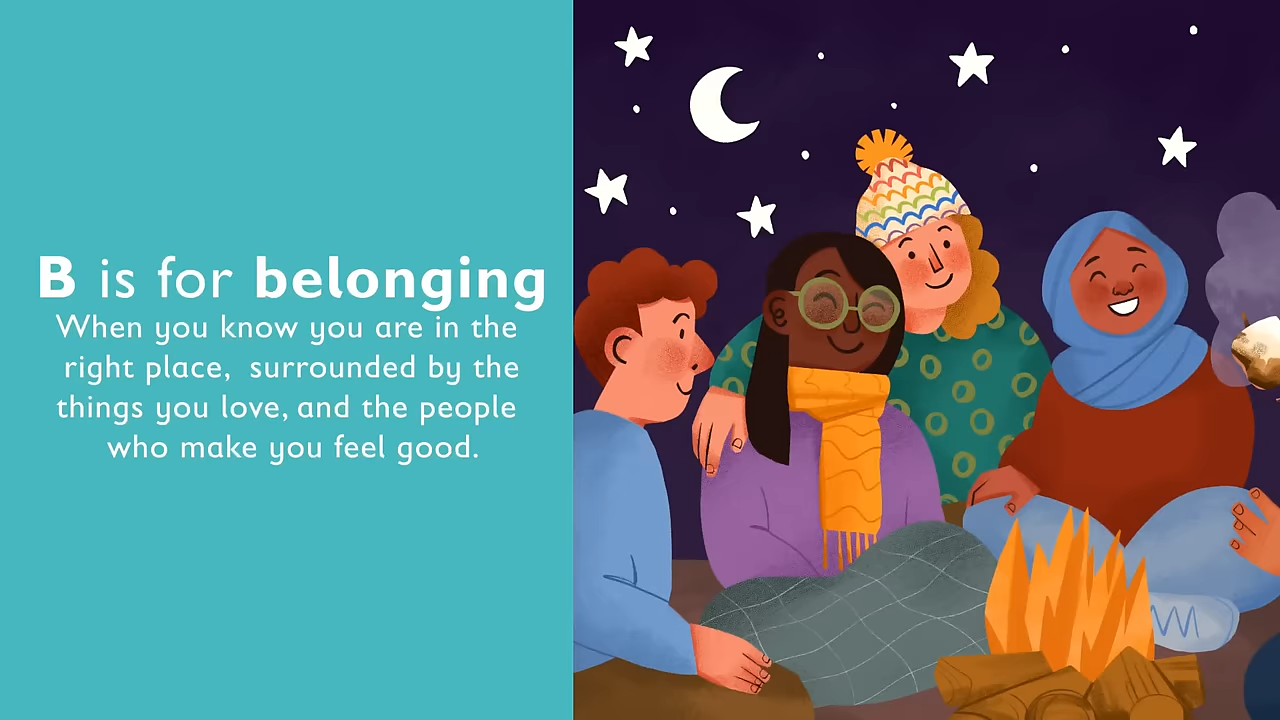 B is for belonging
When you know you are in the
right place, surrounded by the
things you love, and the people
who make you feel good.